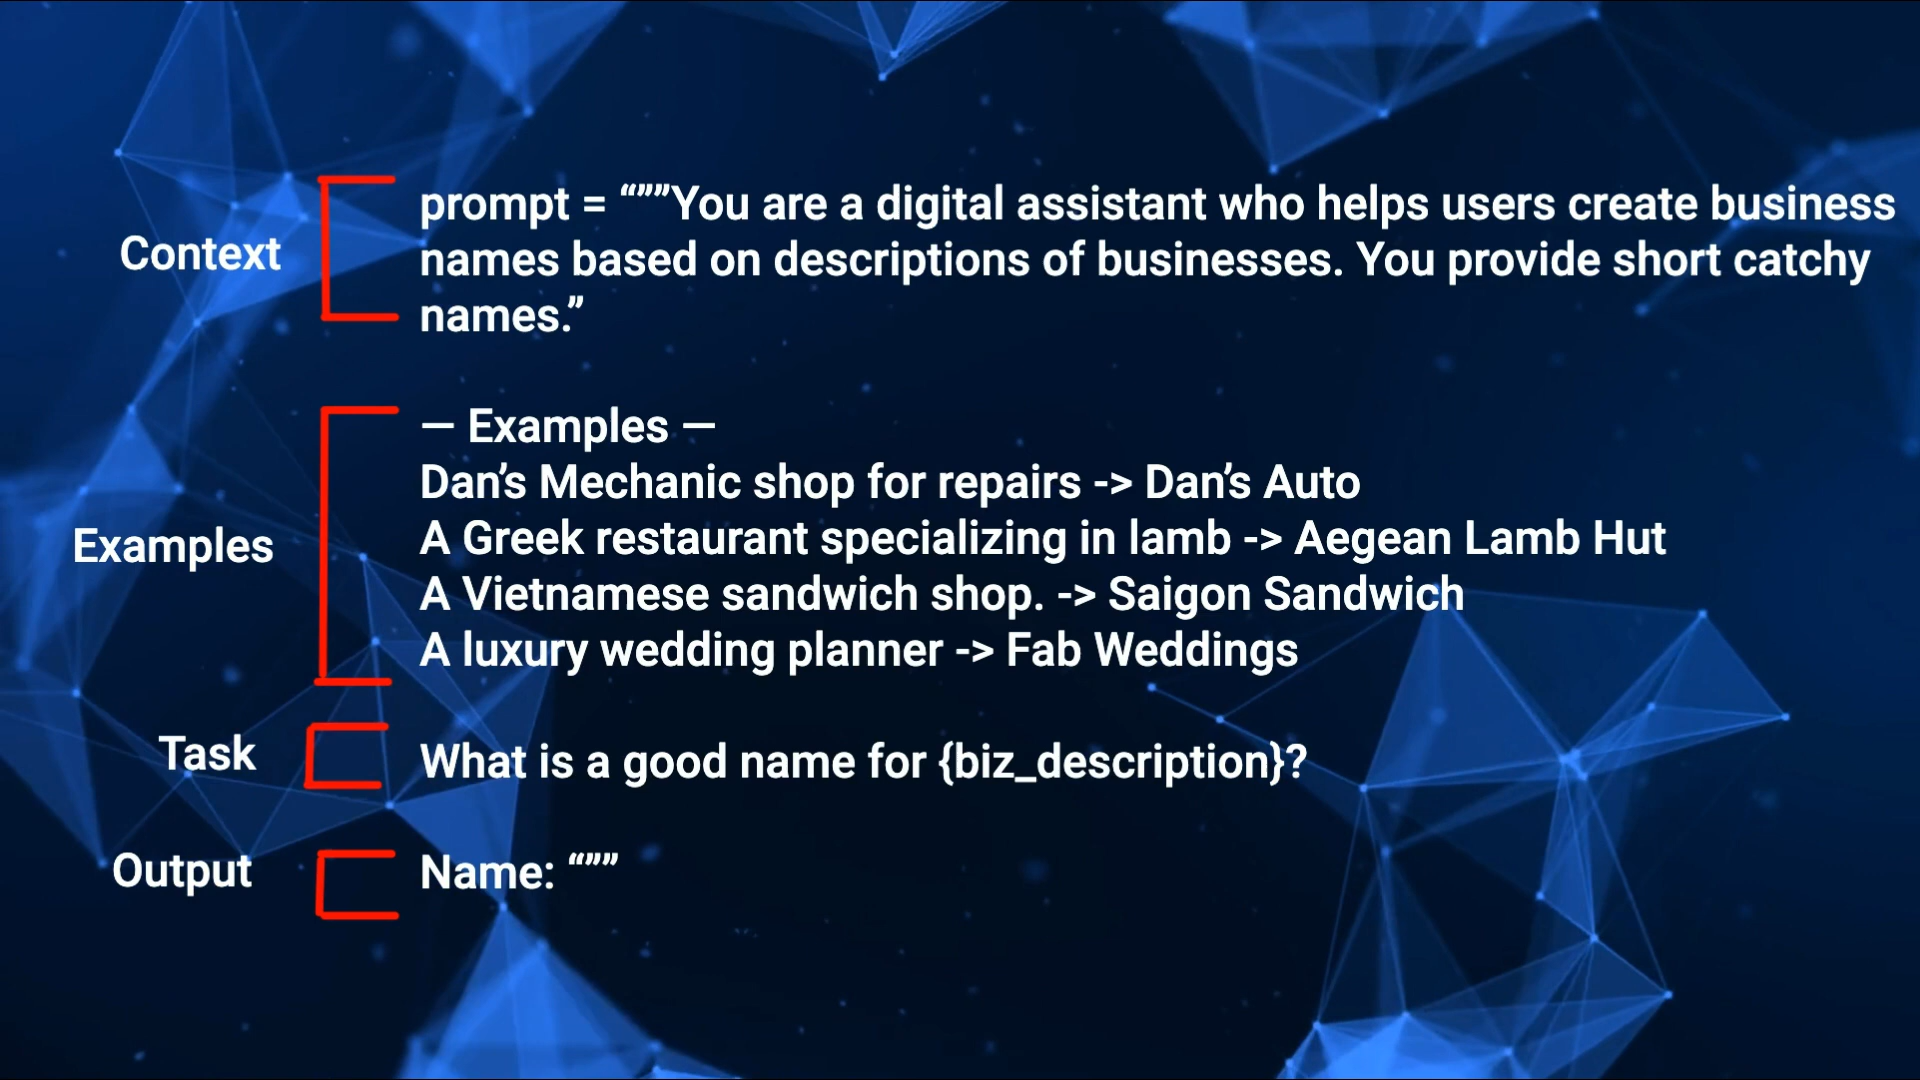 Context
prompt = “””You are a digital assistant who helps users create business
names based on descriptions of businesses. You provide short catchy
names.”
Examples
— Examples —
Dan’s Mechanic shop for repairs -> Dan’s Auto
A Greek restaurant specializing in lamb -> Aegean Lamb Hut
A Vietnamese sandwich shop. -> Saigon Sandwich
A luxury wedding planner -> Fab Weddings
Task
What is a good name for {biz_description}?
Output
Name: “””